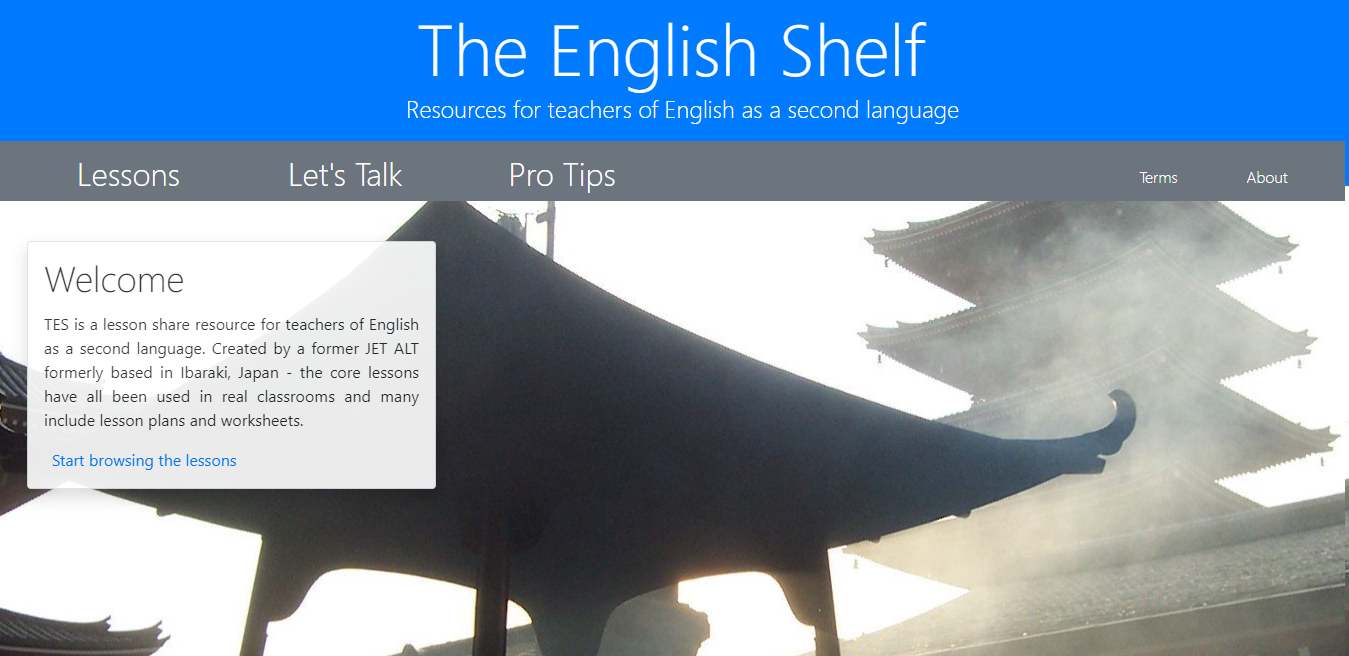 The English Shelf
Resources for teachers of English as a second language
Lessons
Let's Talk
Pro Tips
Terms
About
Welcome
TES is a lesson share resource for teachers of English
as a second language. Created by a former JET ALT
formerly based in Ibaraki, Japan - the core lessons
have all been used in real classrooms and many
include lesson plans and worksheets.
Start browsing the lessons